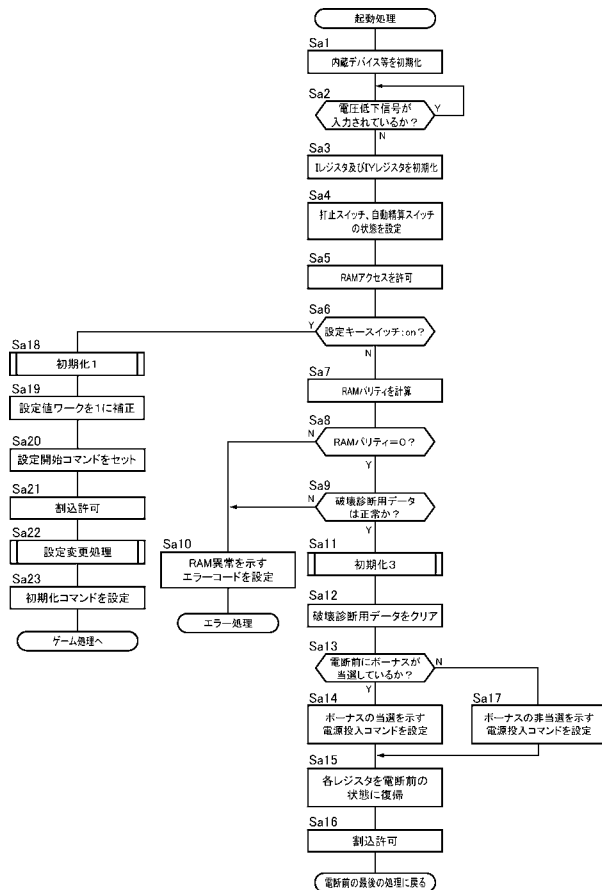 起動処理
Sa1
内蔵デバイス等を初期化
Sa2
電圧低下信号が
入力されているか？
Y
N
Sa3
Iレジスタ及びIYレジスタを初期化
Sa4
打止スイッチ、自動精算スイッチ
の状態を設定
Sa5
RAMアクセスを許可
Sa6
設定キースイッチ:on？
Y
N
Sa18
初期化１
Sa19
設定値ワークを1に補正
Sa20
設定開始コマンドをセット
Sa21
割込許可
Sa22
設定変更処理
Sa23
初期化コマンドを設定
ゲーム処理へ
Sa7
RAMパリティを計算
Sa8
RAMパリティ＝0？
N
Y
Sa9
破壊診断用データ
は正常か？
N
Y
Sa10
RAM異常を示す
エラーコードを設定
エラー処理
Sa11
初期化３
Sa12
破壊診断用データをクリア
Sa13
電断前にボーナスが
当選しているか？
N
Y
Sa14
ボーナスの当選を示す
電源投入コマンドを設定
Sa17
ボーナスの非当選を示す
電源投入コマンドを設定
Sa15
各レジスタを電断前の
状態に復帰
Sa16
割込許可
電断前の最後の処理に戻る